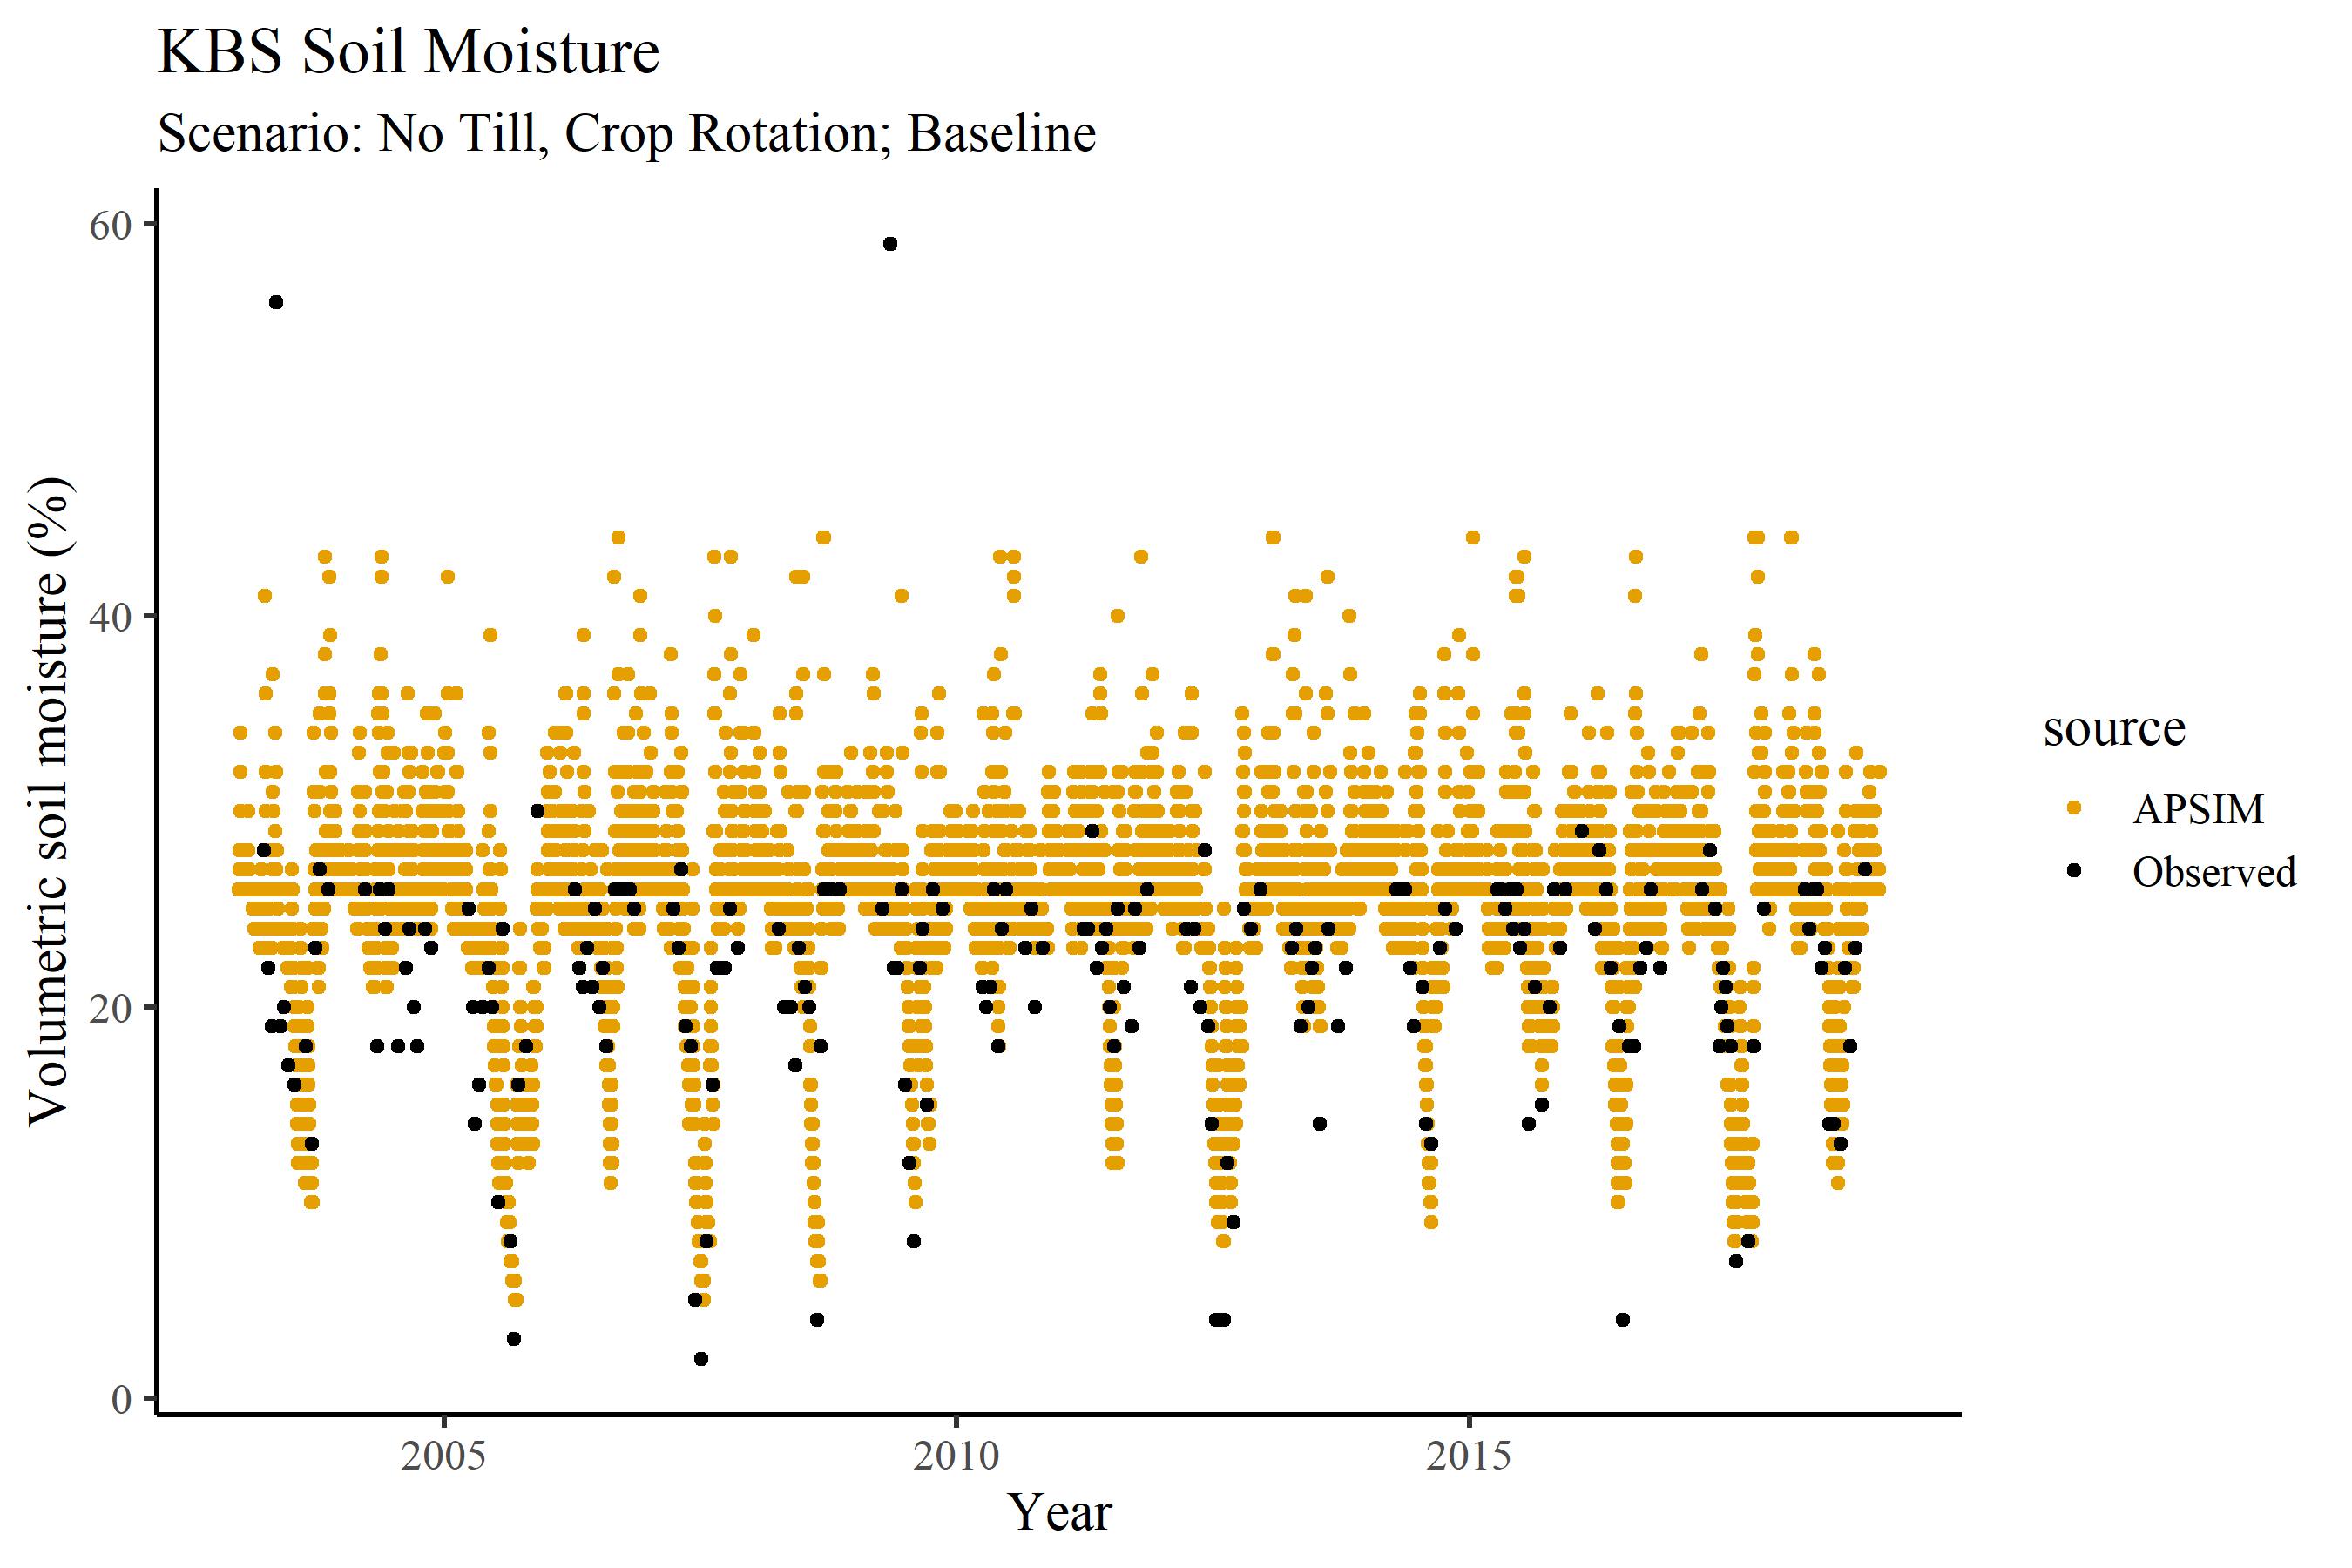 KBS Soil Moisture
Scenario: No Till, Crop Rotation; Baseline
Volumetric soil moisture (%)
60
40
20
0
2005 2010 2015
Year
source
APSIM
Observed